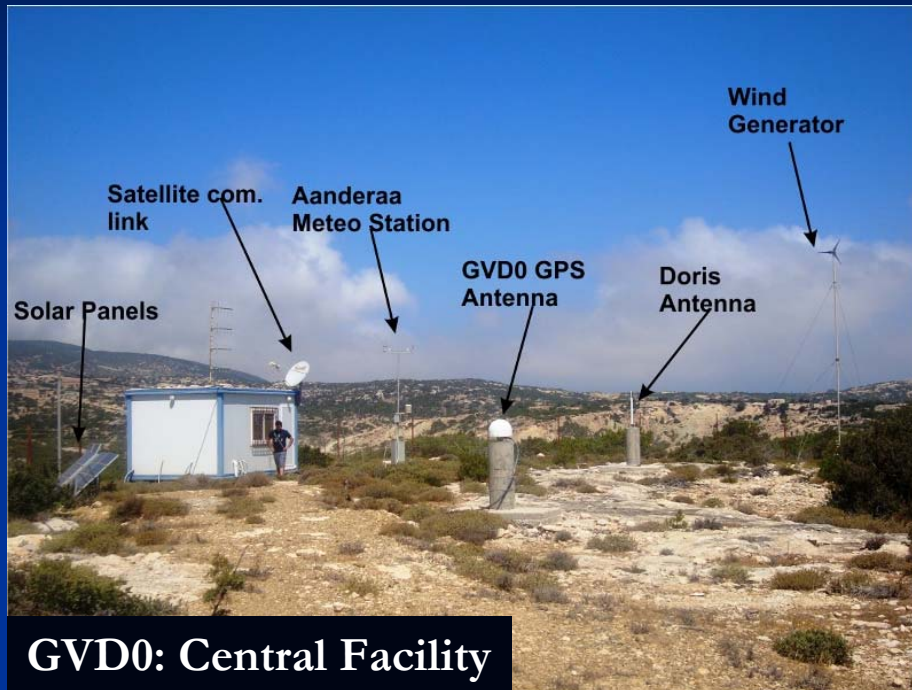 Wind
Generator
Satellite com.
link
Aanderaa
Meteo Station
GVD0 GPS
Antenna
Doris
Antenna
Solar Panels
GVD0: Central Facility